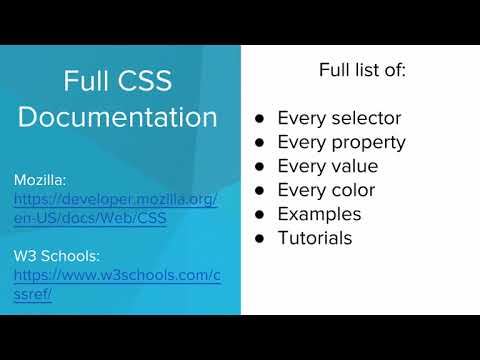 Full CSS
Documentation
Mozilla:
https://developer.mozilla.org/
en-US/docs/Web/CSS
W3 Schools:
https://www.w3schools.com/c
ssref/
Full list of:
● Every selector
● Every property
● Every value
● Every color
● Examples
● Tutorials